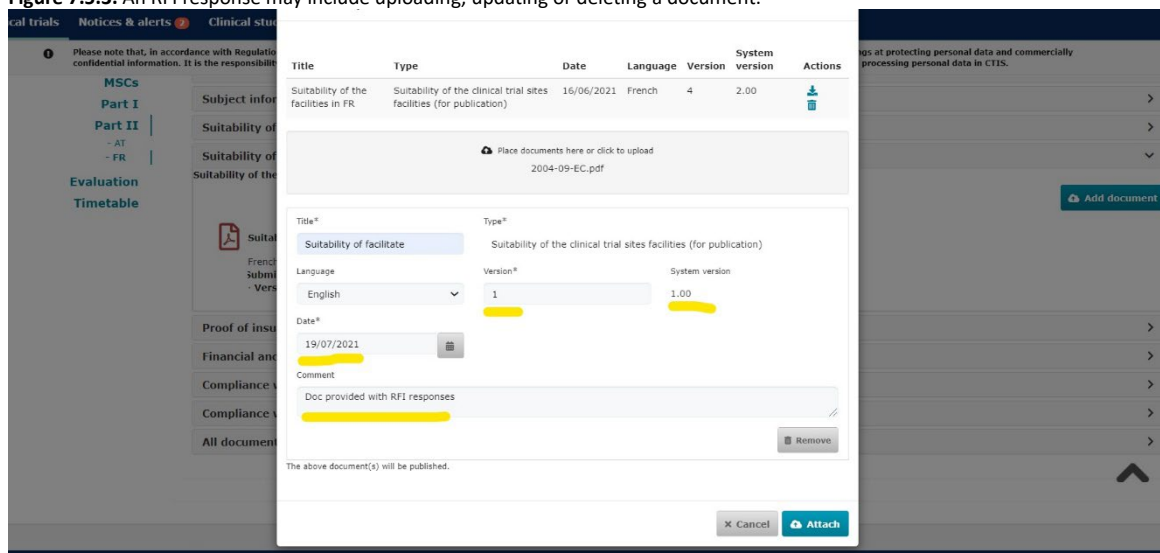 Figure 7.5.5. An RFI response may include uploading, updating or deleting a document.
cal trials Notices & alerts 2 Clinical stu
Please note that, in accordance with Regulatio
confidential information. It is the responsibilit
gs at protecting personal data and commercially
processing personal data in CTIS.
MSCs
Part I
Part II
- AT
- FR
Evaluation
Timetable
Subject infor
Suitability of
Suitability of
Suitability of the
Suital
French
Submi
- Vers
Proof of insu
Financial and
Compliance
Compliance
All document
Add document
Title Type Date Language Version System version Actions
Suitability of the facilities in FR
Suitability of the clinical trial sites facilities (for publication)
16/06/2021 French 4 2.00
Place documents here or click to upload
2004-09-EC.pdf
Title* Type*
Suitability of facilitate Suitability of the clinical trial sites facilities (for publication)
Language Version* System version
English 1 1.00
Date*
19/07/2021
Comment
Doc provided with RFI responses
Remove
The above document(s) will be published.
Cancel Attach